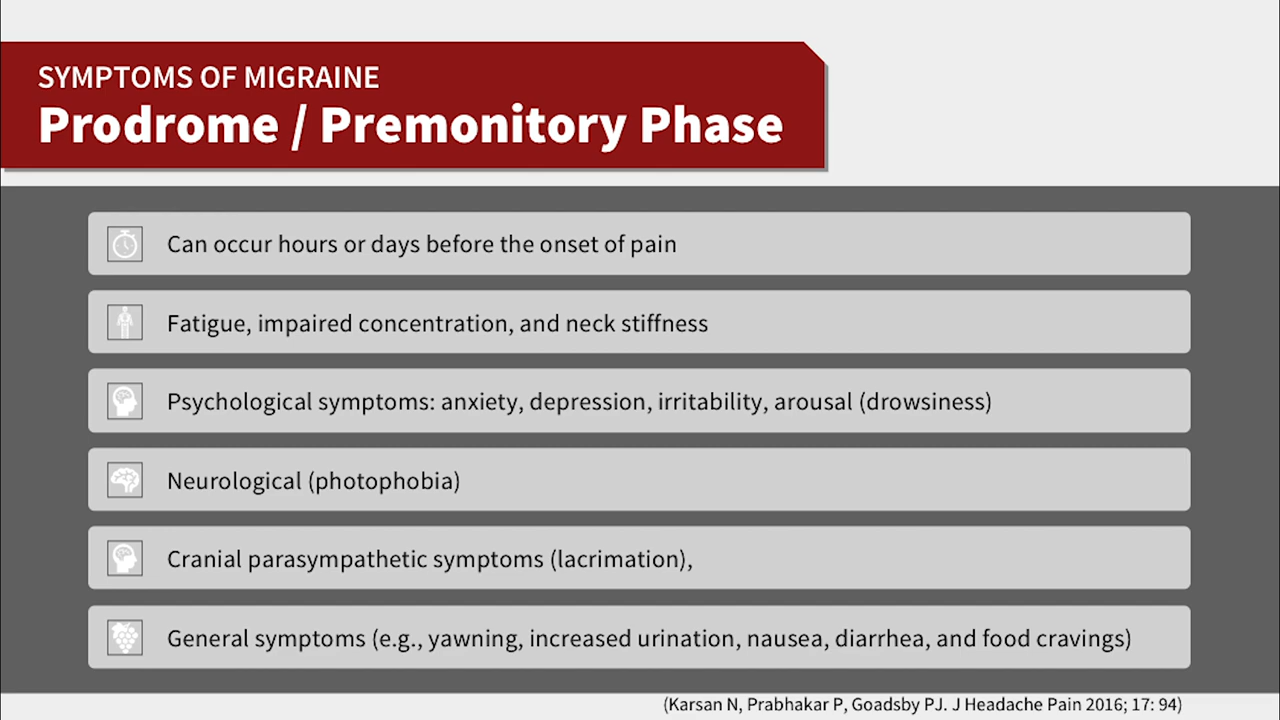 SYMPTOMS OF MIGRAINE
Prodrome / Premonitory Phase
Can occur hours or days before the onset of pain
Fatigue, impaired concentration, and neck stiffness
Psychological symptoms: anxiety, depression, irritability, arousal (drowsiness)
Neurological (photophobia)
Cranial parasympathetic symptoms (lacrimation),
General symptoms (e.g., yawning, increased urination, nausea, diarrhea, and food cravings)
(Karsan N, Prabhakar P, Goadsby PJ. J Headache Pain 2016; 17: 94)